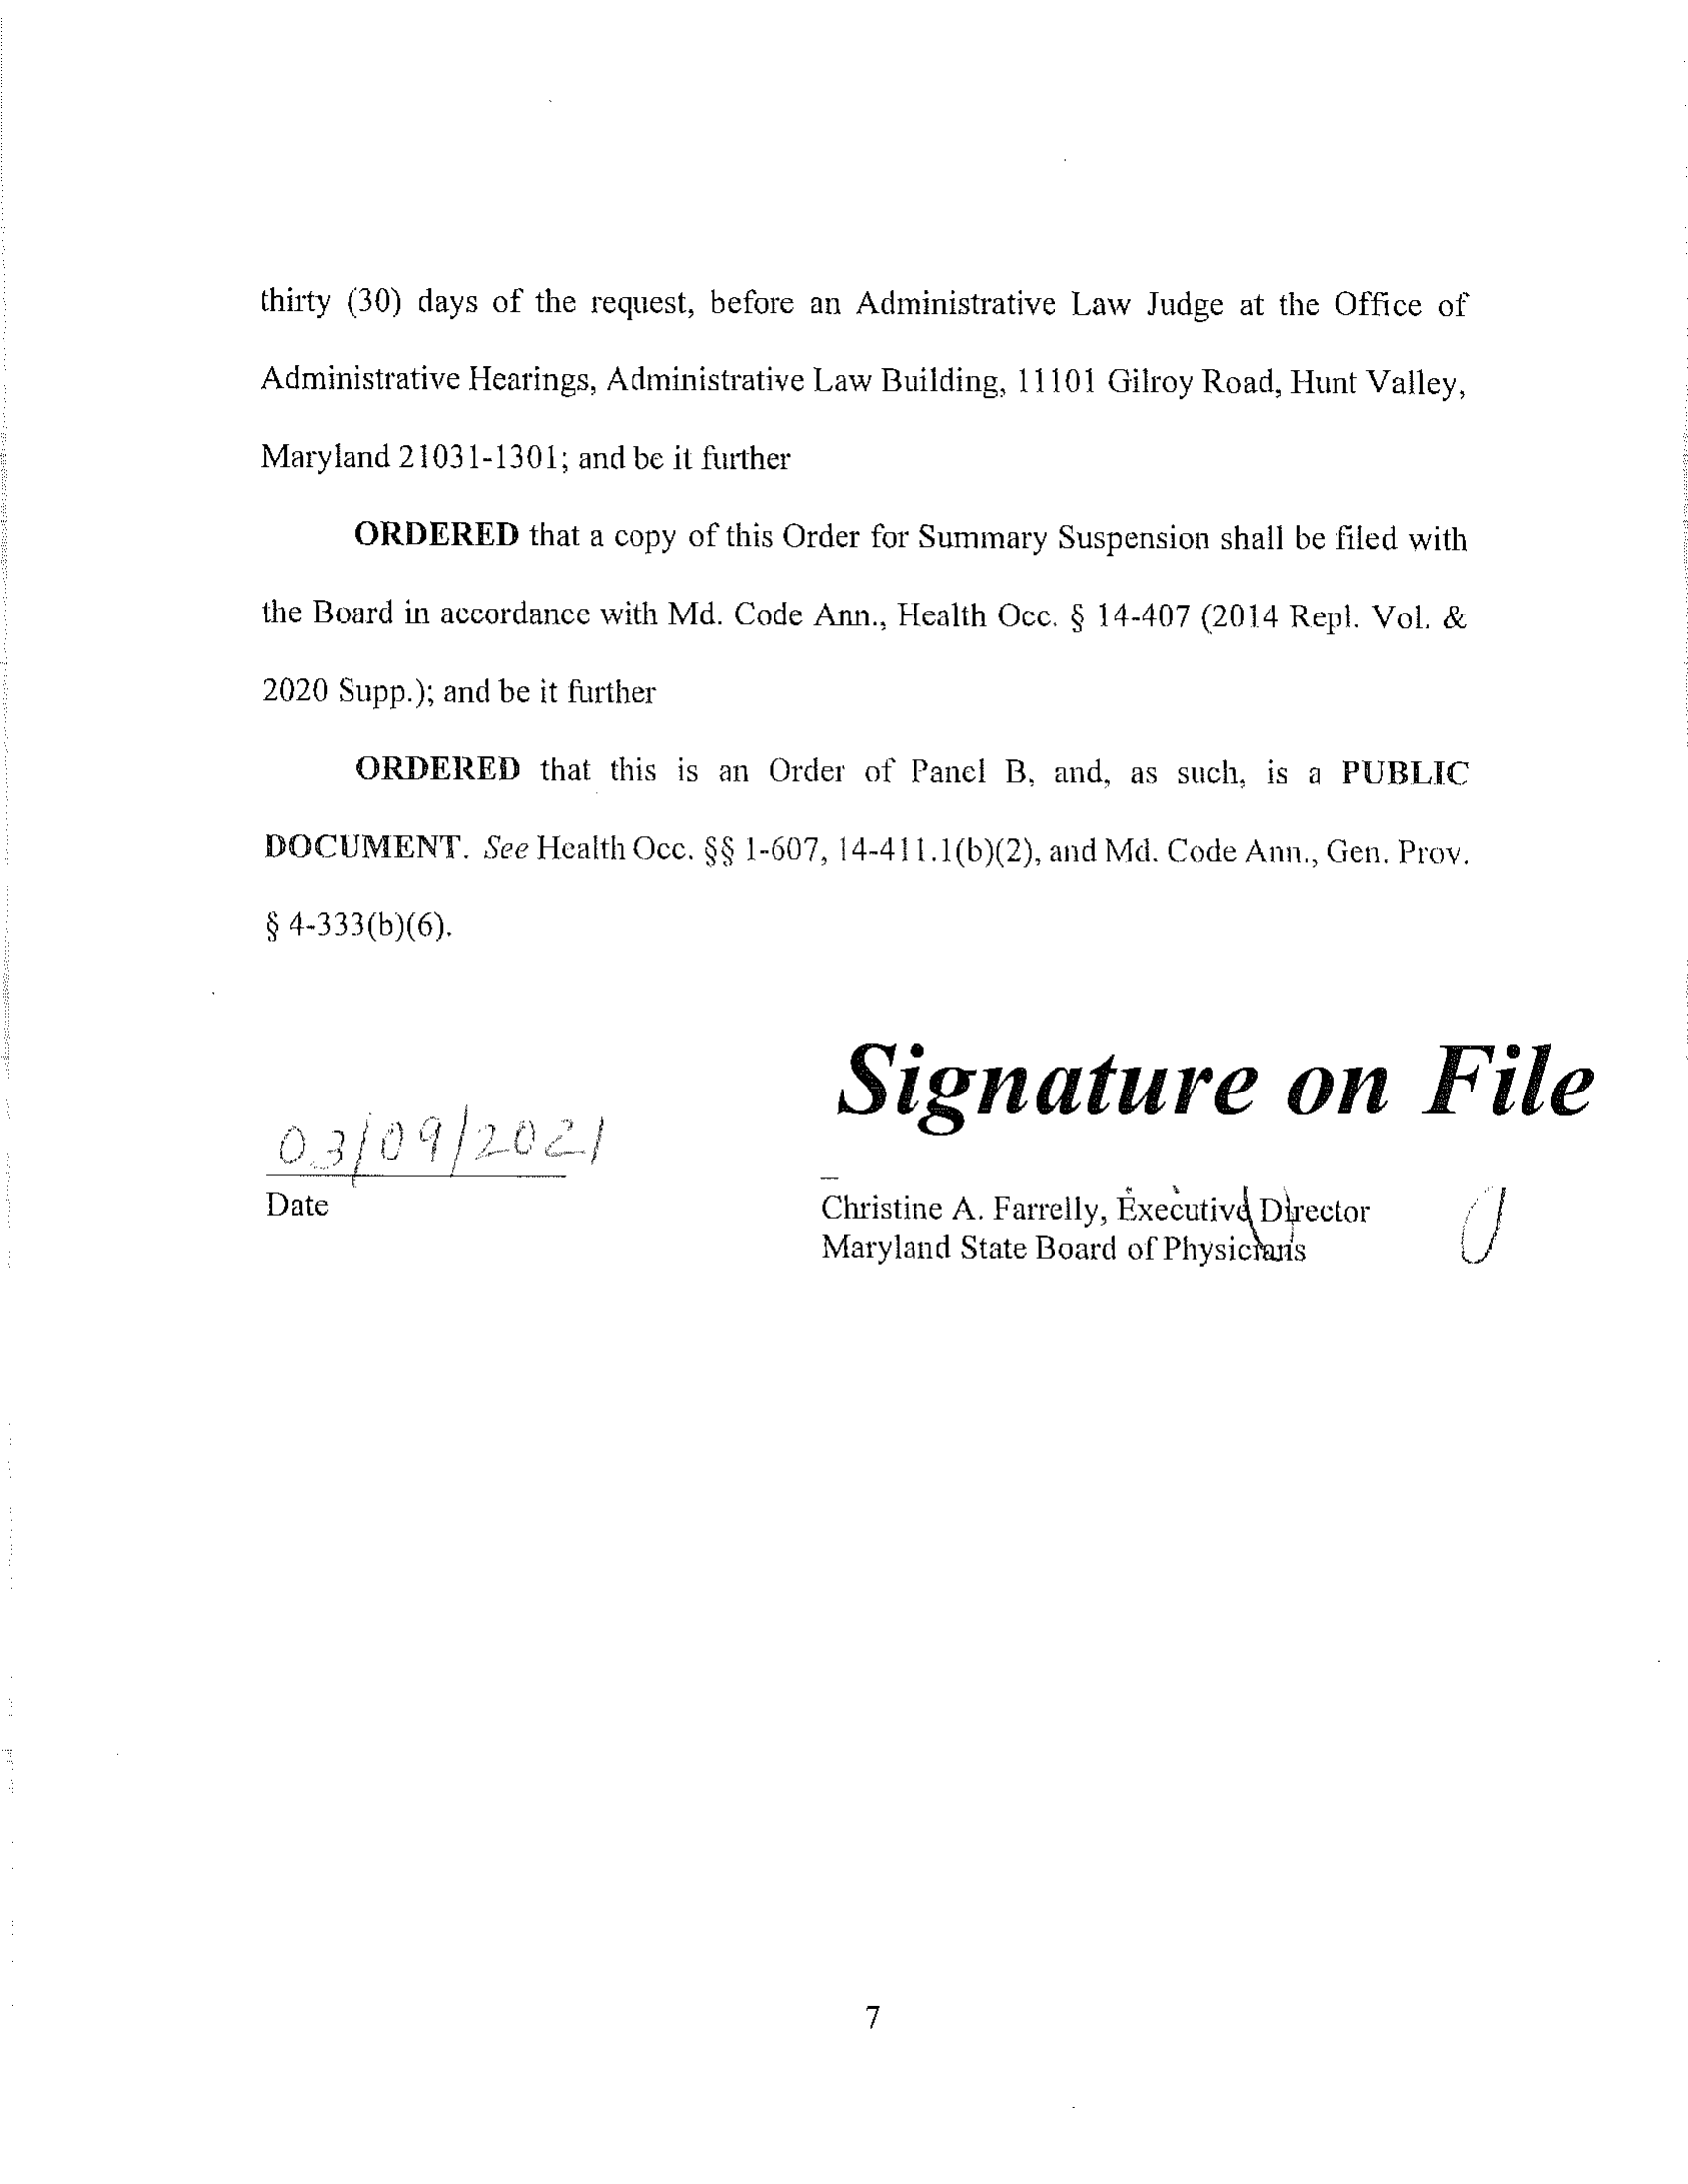 thirty (30) days of the request, before an Administrative Law Judge at the Office of
Administrative Hearings, Administrative Law Building, 11101 Gilroy Road, Hunt Valley,
Maryland 21031-1301; and be it further
ORDERED that a copy of this Order for Summary Suspension shall be filed with
the Board in accordance with Md. Code Ann., Health Occ. § 14-407 (2014 Repl. Vol. &
2020 Supp.); and be it further
ORDERED that this is an Order of Panel B, and, as such, is a PUBLIC
DOCUMENT. See Health Occ. §§ 1-607, 14-411.1(b)(2), and Md. Code Ann., Gen. Prov.
§ 4-333(b)(6).
Signature on File
03/09/2021
Date
Christine A. Farrelly, Executive Director
Maryland State Board of Physicians
7